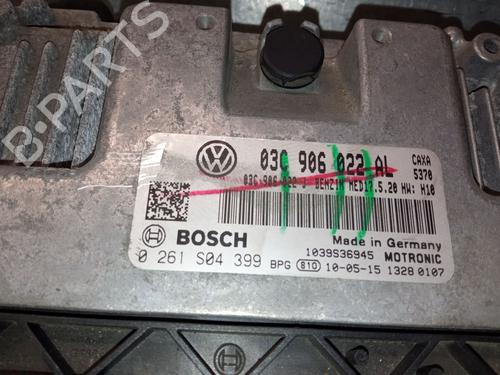 B-PARTS
03C 906 022 AL CAXA
5370
03C 906 022 J BENZIN MED17.5.20 HW: H10
BOSCH
Made in Germany
1039S36945 MOTRONIC
0 261 S04 399 BPG 810 10-05-15 1328 0107
BOSCH